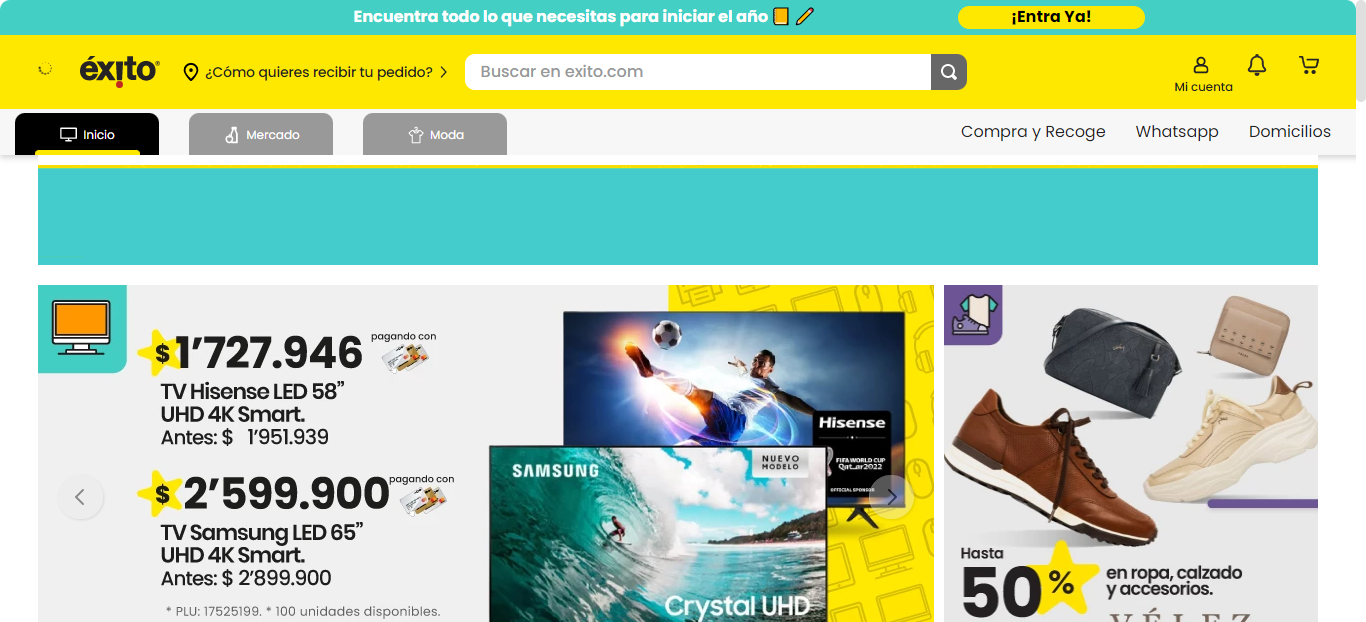 Encuentra todo lo que necesitas para iniciar el año
¡Entra Ya!
éxito
¿Cómo quieres recibir tu pedido?
Buscar en exito.com
Mi cuenta
Inicio
Mercado
Moda
Compra y Recoge
Whatsapp
Domicilios
$1’727.946
pagando con
TV Hisense LED 58”
UHD 4K Smart.
Antes: $ 1’951.939
$2’599.900
pagando con
TV Samsung LED 65”
UHD 4K Smart.
Antes: $ 2’899.900
* PLU: 17525199. * 100 unidades disponibles.
Hisense
FIFA WORLD CUP
Qatar2022
OFFICIAL SPONSOR
SAMSUNG
NUEVO
MODELO
Crystal UHD
Hasta
50%
en ropa, calzado
y accesorios.
VÉLEZ